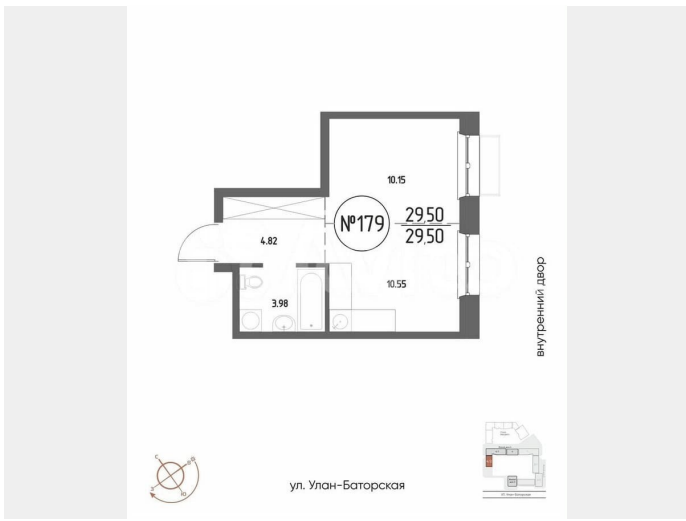 10.15
№179
29,50
29,50
4.82
10.55
3.98
внутренний двор
С
В
З
Ю
ул. Улан-Баторская